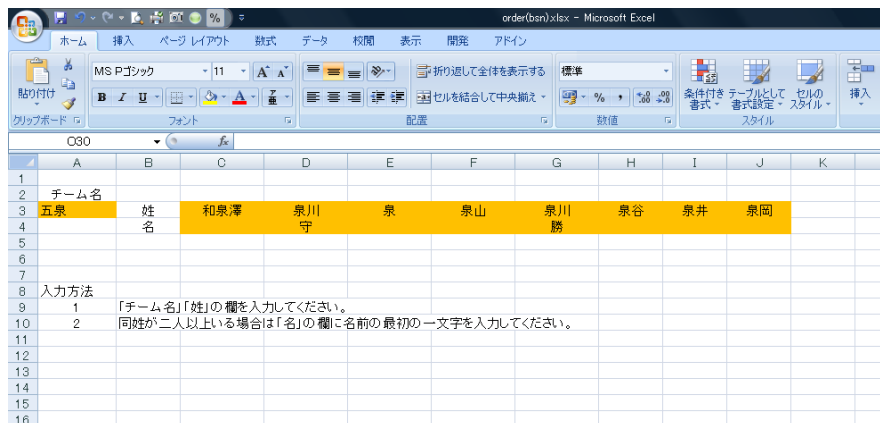 order(bsn).xlsx - Microsoft Excel
ホーム 挿入 ページ レイアウト 数式 データ 校閲 表示 開発 アドイン
MS Pゴシック 11 A A 折り返して全体を表示する 標準
貼り付け B I U A 亜 セルを結合して中央揃え % , .0 .00 .00 .0 条件付き書式 テーブルとして書式設定 セルのスタイル 挿入
クリップボード フォント 配置 数値 スタイル
O30 fx
A B C D E F G H I J K
1
2 チーム名
3 五泉 姓 和泉澤 泉川 泉 泉山 泉川 泉谷 泉井 泉岡
4 名 守 勝
5
6
7
8 入力方法
9 1 「チーム名」「姓」の欄を入力してください。
10 2 同姓が二人以上いる場合は「名」の欄に名前の最初の一文字を入力してください。
11
12
13
14
15
16